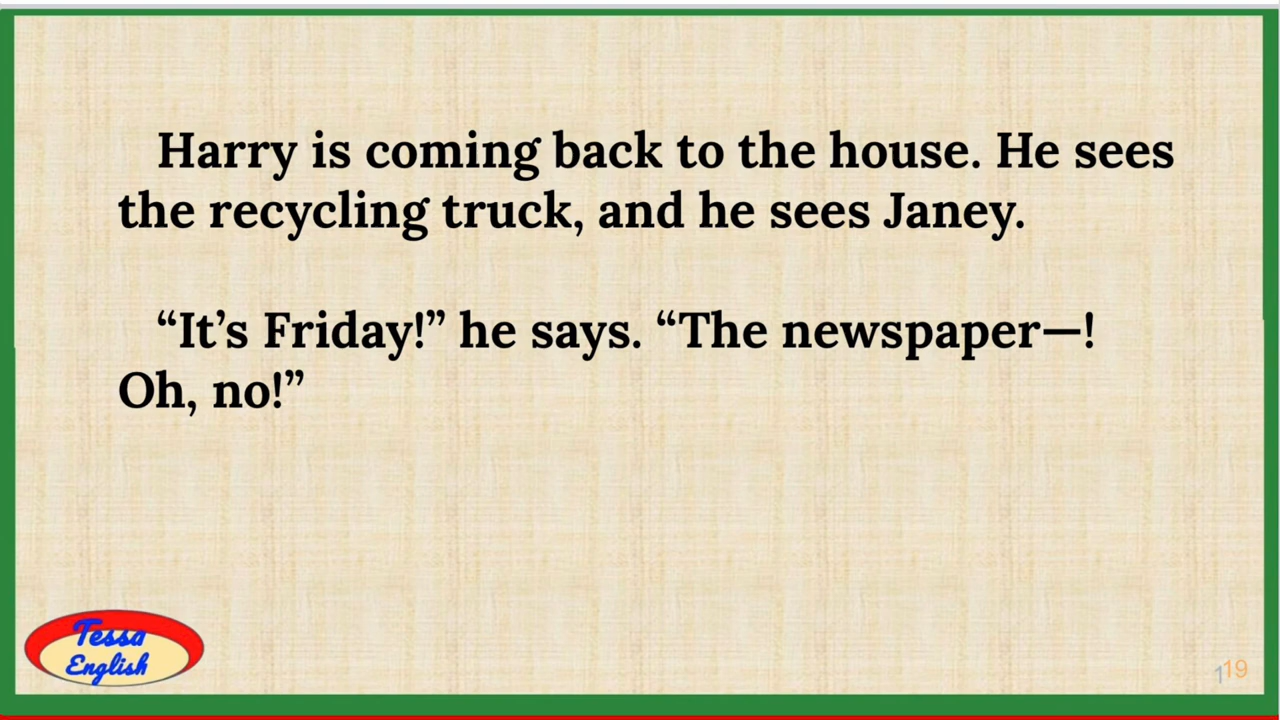 Harry is coming back to the house. He sees
the recycling truck, and he sees Janey.
“It’s Friday!” he says. “The newspaper—!
Oh, no!”
Tessa
English
19